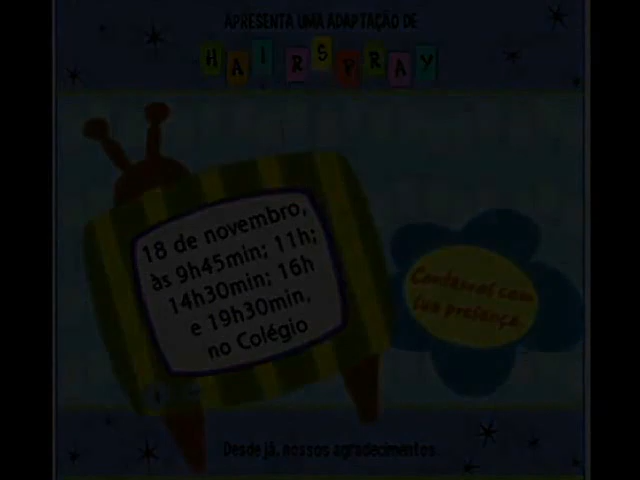 APRESENTA UMA ADAPTAÇÃO DE
HAIRSPRAY
18 de novembro,
às 9h45min; 11h;
14h30min; 16h
e 19h30min,
no Colégio
Contamos com
sua presença.
Desde já, nossos agradecimentos